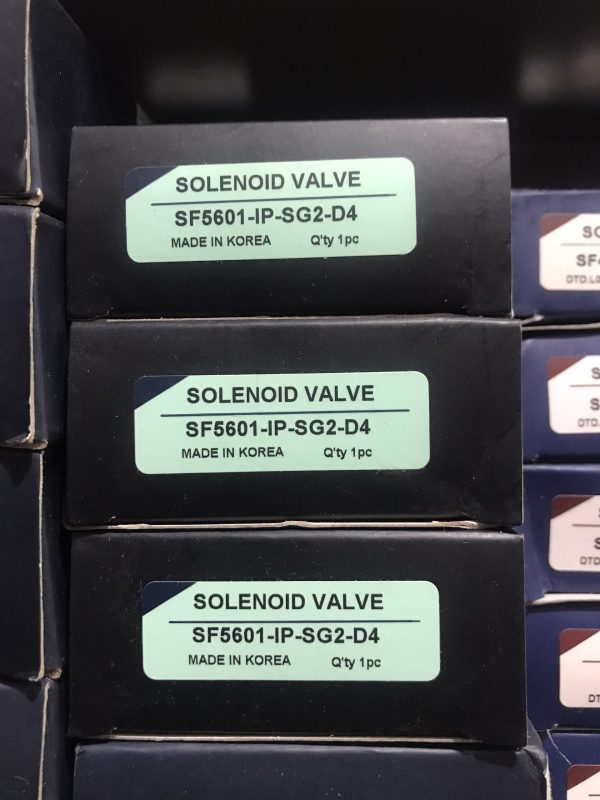 SOLENOID VALVE
SF5601-IP-SG2-D4
MADE IN KOREA Q'ty 1pc
SOLENOID VALVE
SF5601-IP-SG2-D4
MADE IN KOREA Q'ty 1pc
SOLENOID VALVE
SF5601-IP-SG2-D4
MADE IN KOREA Q'ty 1pc